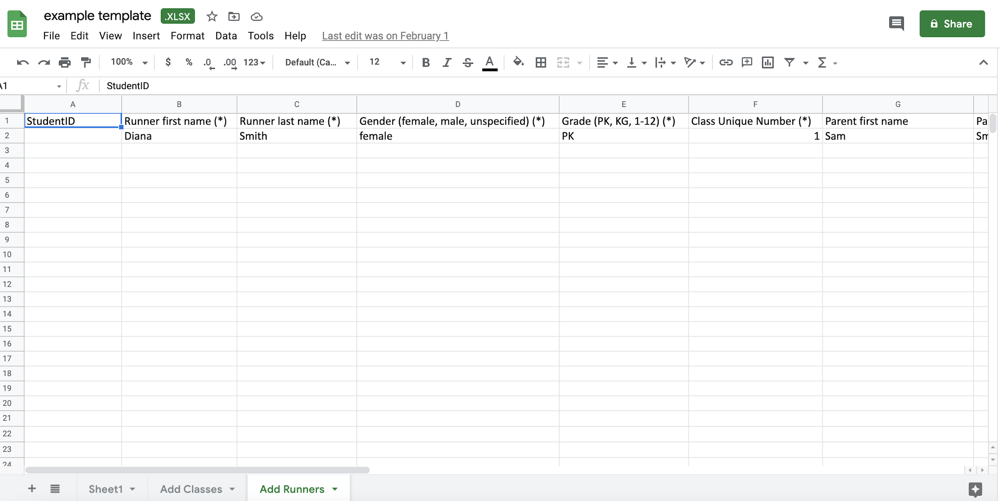 example template .XLSX
Share
File Edit View Insert Format Data Tools Help Last edit was on February 1
100% $ % .0 .00 123 Default (Ca... 12 B I S A Σ
A1 fx StudentID
A B C D E F G
1 StudentID Runner first name (*) Runner last name (*) Gender (female, male, unspecified) (*) Grade (PK, KG, 1-12) (*) Class Unique Number (*) Parent first name Pa
2 Diana Smith female PK 1 Sam Sm
3
4
5
6
7
8
9
10
11
12
13
14
15
16
17
18
19
20
21
22
23
24
+ Sheet1 Add Classes Add Runners